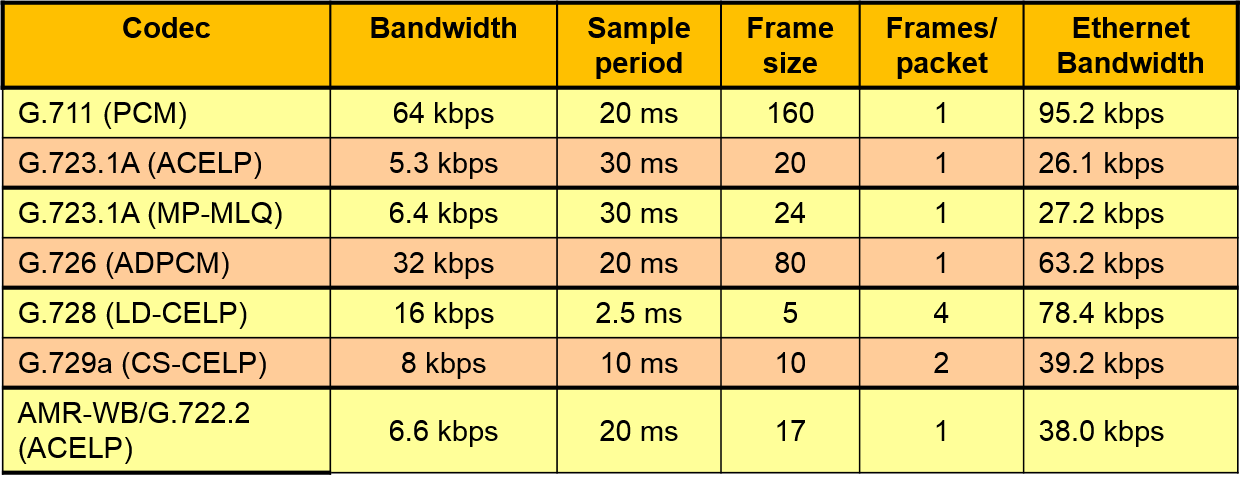 Codec Bandwidth Sample period Frame size Frames/ packet Ethernet Bandwidth
G.711 (PCM) 64 kbps 20 ms 160 1 95.2 kbps
G.723.1A (ACELP) 5.3 kbps 30 ms 20 1 26.1 kbps
G.723.1A (MP-MLQ) 6.4 kbps 30 ms 24 1 27.2 kbps
G.726 (ADPCM) 32 kbps 20 ms 80 1 63.2 kbps
G.728 (LD-CELP) 16 kbps 2.5 ms 5 4 78.4 kbps
G.729a (CS-CELP) 8 kbps 10 ms 10 2 39.2 kbps
AMR-WB/G.722.2 (ACELP) 6.6 kbps 20 ms 17 1 38.0 kbps